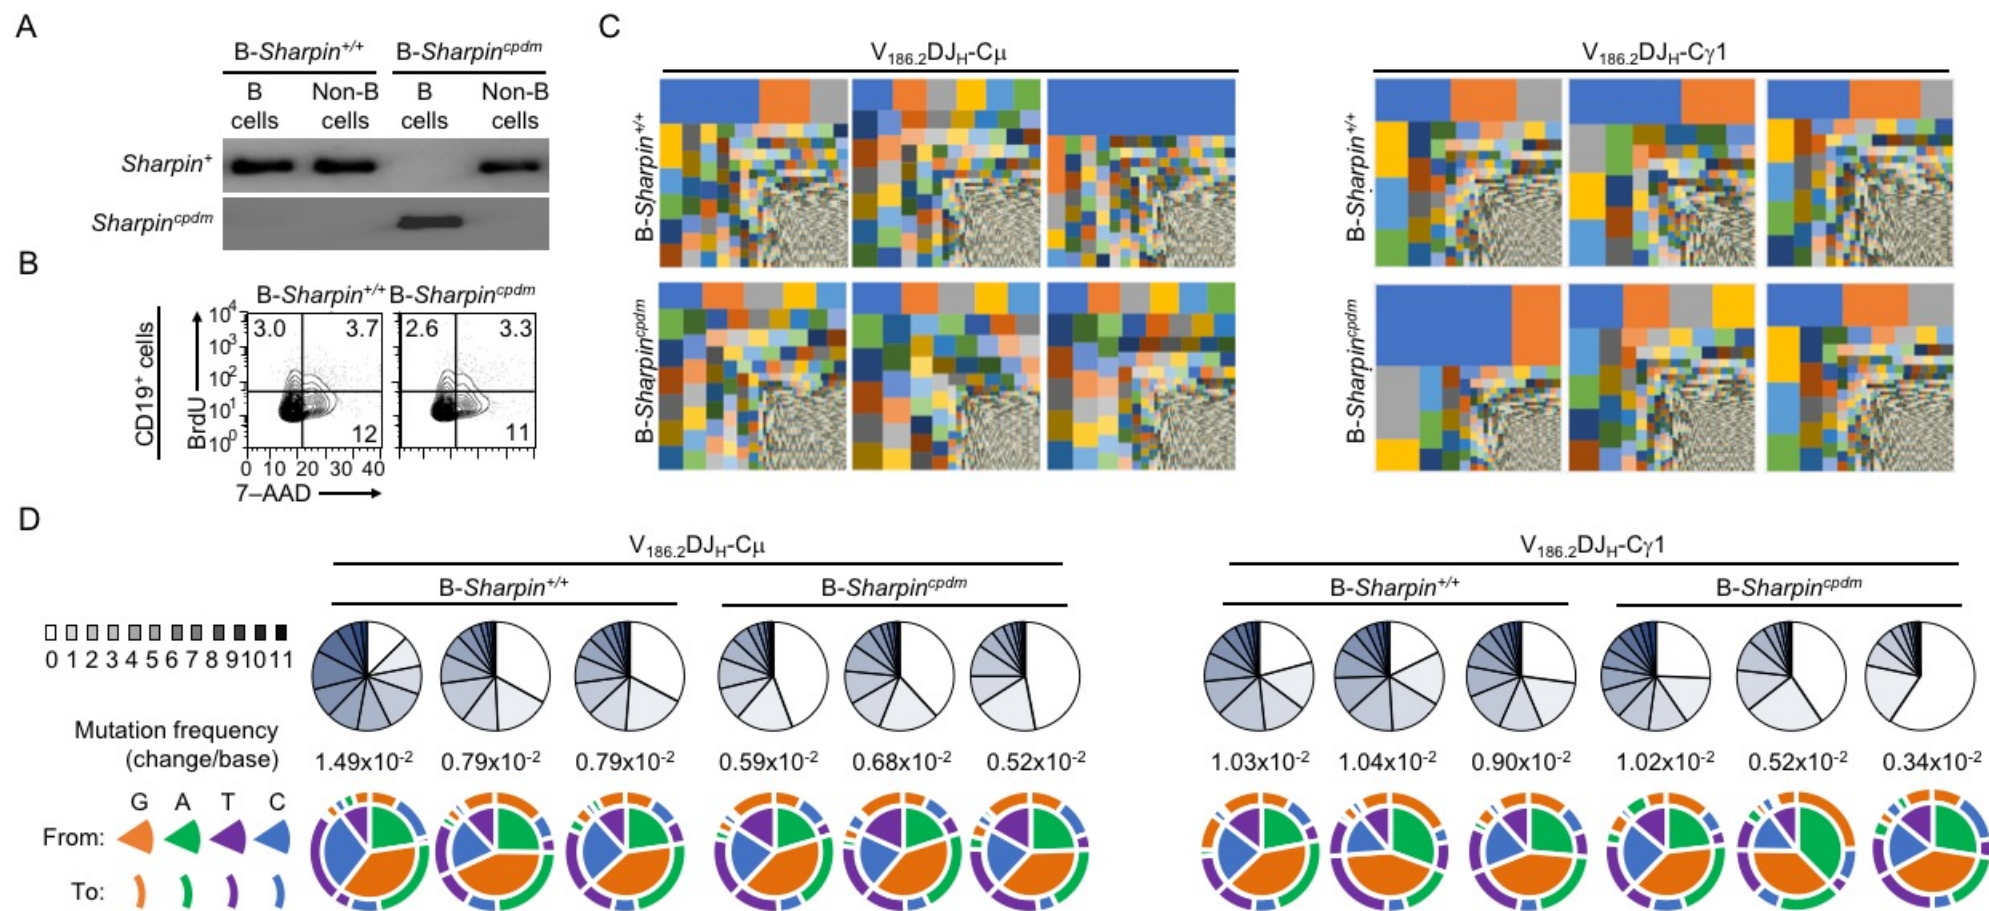 A
B-Sharpin+/+ B-Sharpincpdm
B cells Non-B cells B cells Non-B cells
Sharpin+
Sharpincpdm
B
B-Sharpin+/+ B-Sharpincpdm
CD19+ cells
BrdU
104
103
102
101
100
3.0 3.7 2.6 3.3
12 11
0 10 20 30 40
7–AAD
C
V186.2DJH-Cμ V186.2DJH-Cγ1
B-Sharpin+/+ B-Sharpin+/+
B-Sharpincpdm B-Sharpincpdm
D
V186.2DJH-Cμ V186.2DJH-Cγ1
B-Sharpin+/+ B-Sharpincpdm B-Sharpin+/+ B-Sharpincpdm
0 1 2 3 4 5 6 7 8 9 10 11
Mutation frequency
(change/base)
1.49x10-2 0.79x10-2 0.79x10-2 0.59x10-2 0.68x10-2 0.52x10-2 1.03x10-2 1.04x10-2 0.90x10-2 1.02x10-2 0.52x10-2 0.34x10-2
G A T C
From:
To: